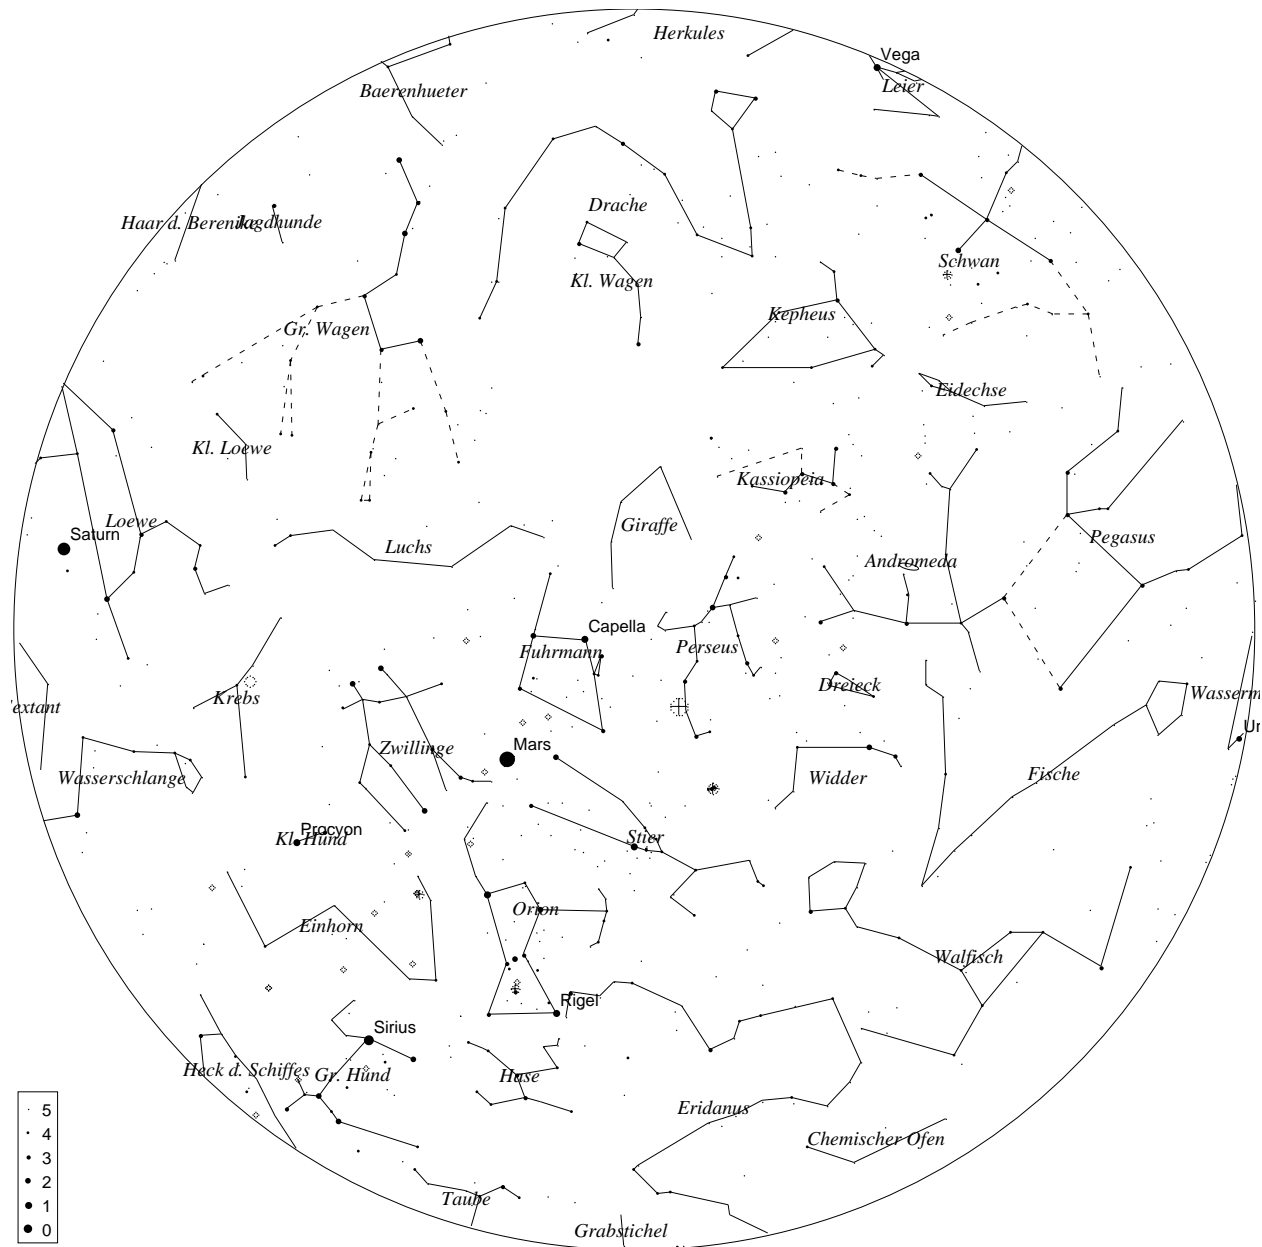 Herkules
Vega
Leier
Baerenhueter
Drache
Haar d. Berenike
Jagdhunde
Schwan
Kl. Wagen
Kepheus
Gr. Wagen
Eidechse
Kl. Loewe
Kassiopeia
Loewe
Saturn
Luchs
Giraffe
Pegasus
Andromeda
Capella
Fuhrmann
Perseus
Dreieck
Krebs
extant
Wasserm
Ur
Mars
Zwillinge
Wasserschlange
Widder
Fische
Procyon
Kl. Hund
Stier
Orion
Einhorn
Walfisch
Rigel
Sirius
Heck d. Schiffes
Gr. Hund
Hase
Eridanus
Chemischer Ofen
Taube
Grabstichel
5
4
3
2
1
0